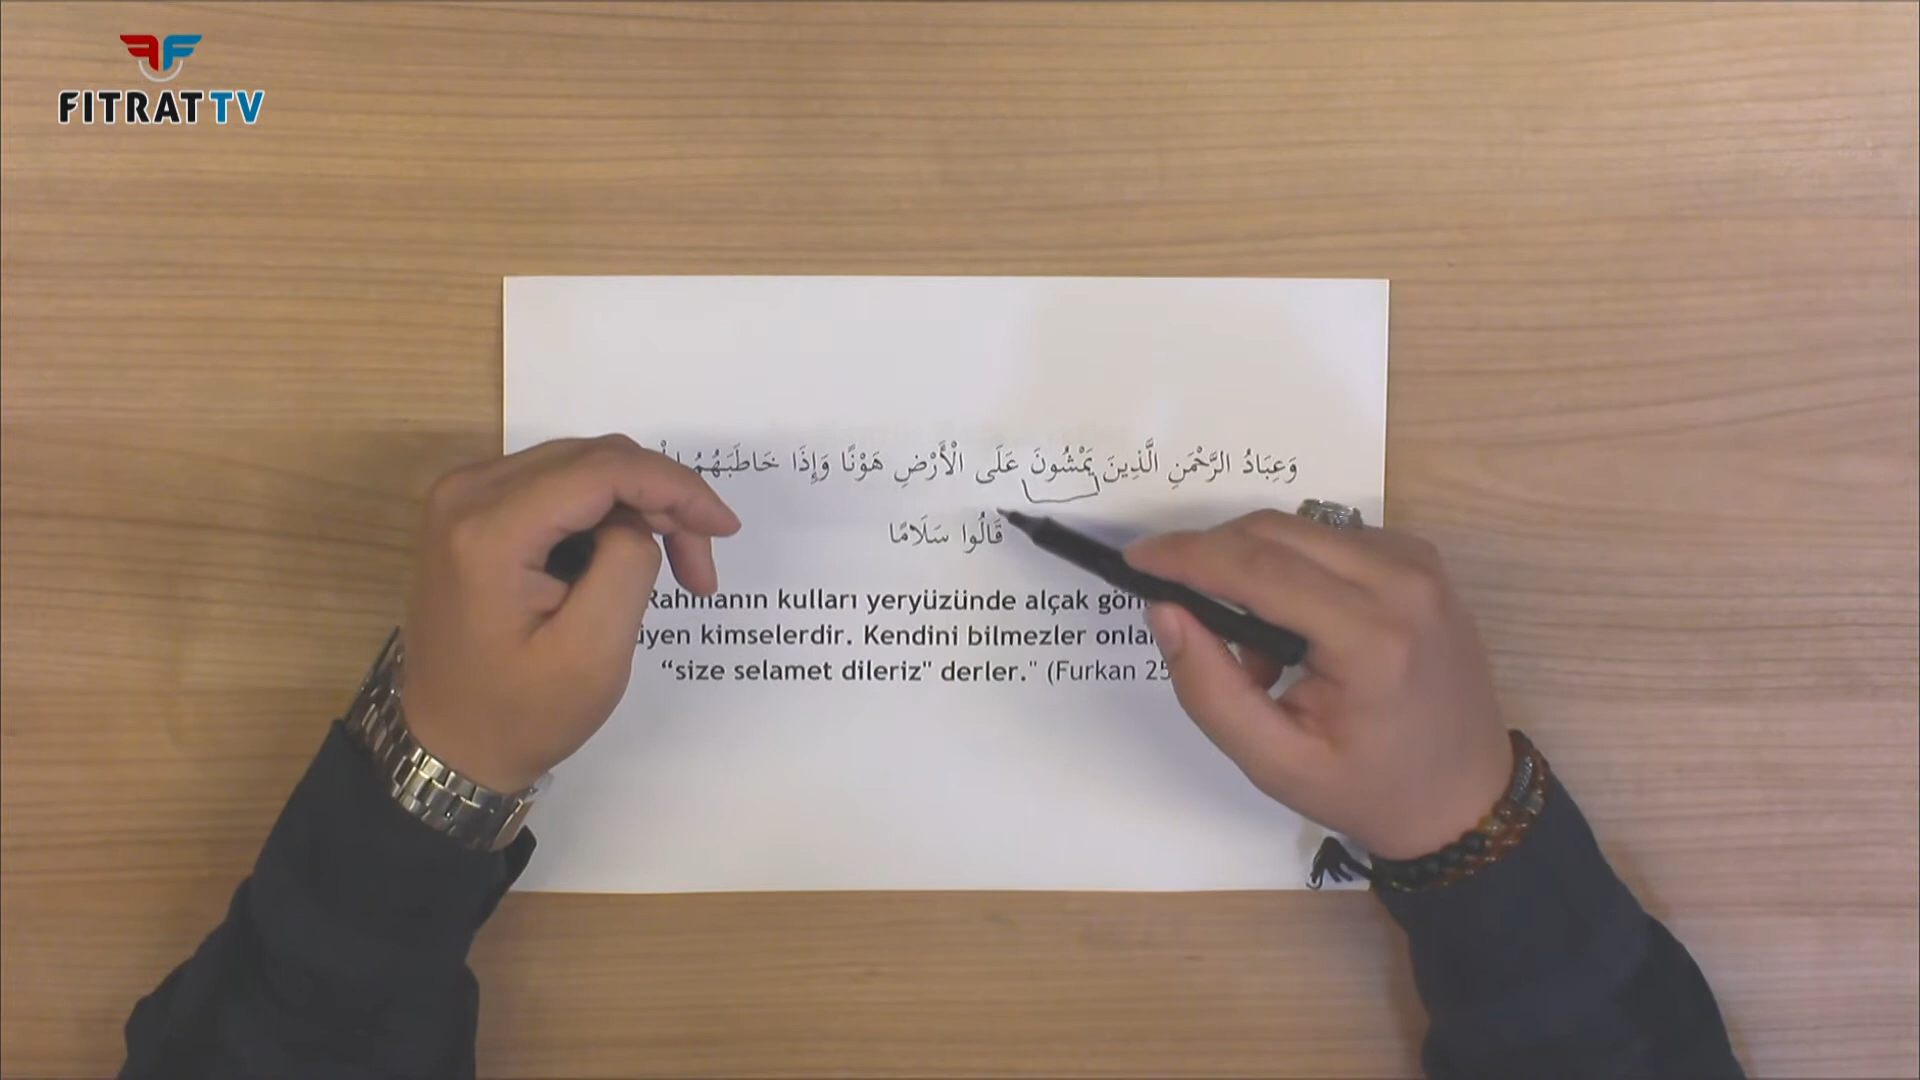 FITRAT TV
وَعِبَادُ الرَّحْمَنِ الَّذِينَ يَمْشُونَ عَلَى الْأَرْضِ هَوْنًا وَإِذَا خَاطَبَهُمُ
قَالُوا سَلَامًا
Rahmanın kulları yeryüzünde alçak
kimselerdir. Kendini bilmezler
“size selamet dileriz" derler." (Furkan 25